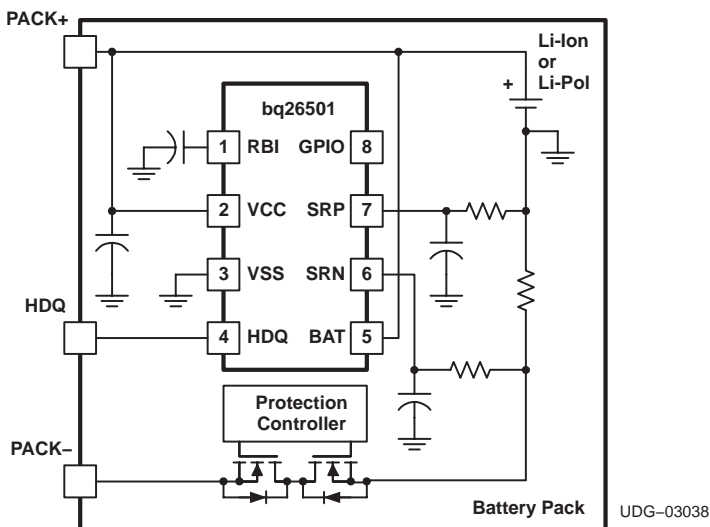 PACK+
Li-Ion
or
Li-Pol
+
bq26501
1 RBI GPIO 8
2 VCC SRP 7
3 VSS SRN 6
HDQ
4 HDQ BAT 5
Protection
Controller
PACK–
Battery Pack
UDG–03038